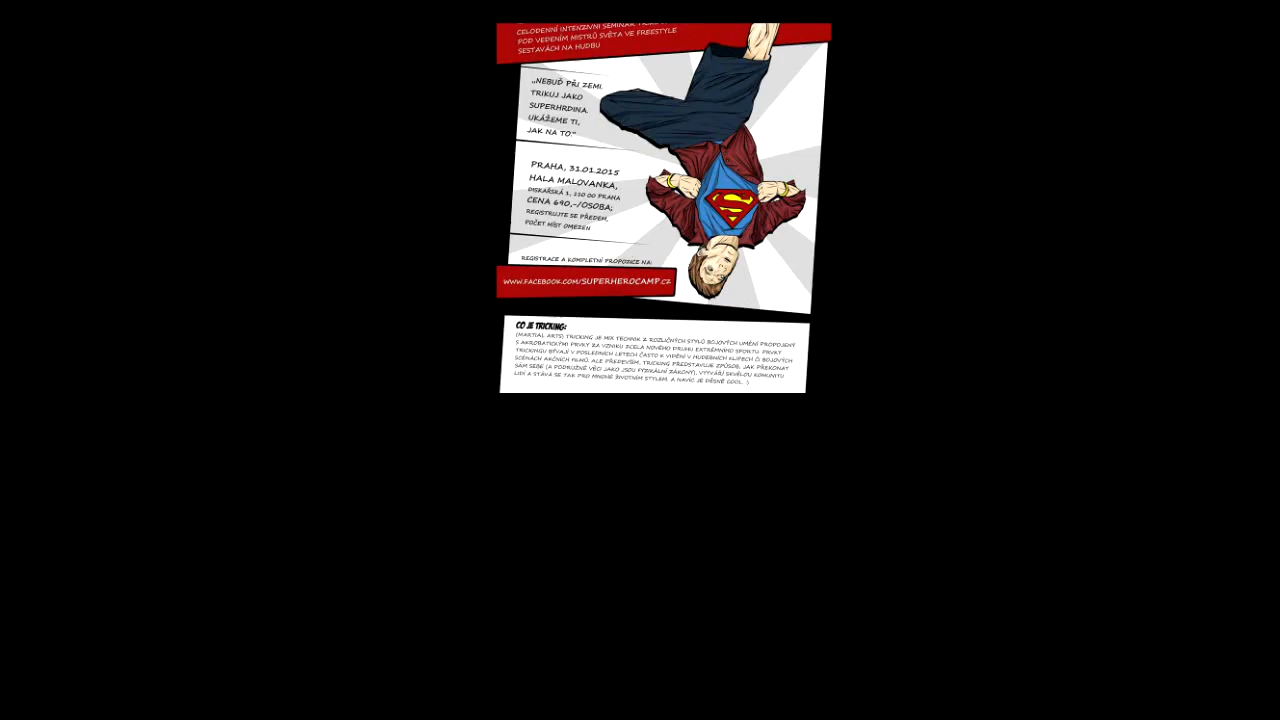 CELODENNÍ INTENZIVNÍ SEMINÁŘ
POD VEDENÍM MISTRŮ SVĚTA VE FREESTYLE
SESTAVÁCH NA HUDBU
„NEBUĎ PŘI ZEMI.
TRIKUJ JAKO
SUPERHRDINA.
UKÁŽEME TI,
JAK NA TO."
PRAHA, 31.01.2015
HALA MALOVANKA,
DISKAŘSKÁ 1, 110 00 PRAHA
CENA 690,-/OSOBA;
REGISTRUJTE SE PŘEDEM,
POČET MÍST OMEZEN
REGISTRACE A KOMPLETNÍ PROPOZICE NA:
WWW.FACEBOOK.COM/SUPERHEROCAMP.CZ
CO JE TRICKING:
(MARTIAL ARTS) TRICKING JE MIX TECHNIK Z ROZLIČNÝCH STYLŮ BOJOVÝCH UMĚNÍ PROPOJENÝ
S AKROBATICKÝMI PRVKY ZA VZNIKU ZCELA NOVÉHO DRUHU EXTRÉMNÍHO SPORTU. PRVKY
TRICKINGU BÝVAJÍ V POSLEDNÍCH LETECH ČASTO K VIDĚNÍ V HUDEBNÍCH KLIPECH ČI BOJOVÝCH
SCÉNÁCH AKČNÍCH FILMŮ. ALE PŘEDEVŠÍM, TRICKING PŘEDSTAVUJE ZPŮSOB, JAK PŘEKONAT
SÁM SEBE (A PODRUŽNÉ VĚCI JAKO JSOU FYZIKÁLNÍ ZÁKONY), VYTVÁŘÍ SKVĚLOU KOMUNITU
LIDÍ A STÁVÁ SE TAK PRO MNOHÉ ŽIVOTNÍM STYLEM. A NAVÍC JE DĚSNĚ COOL. :)